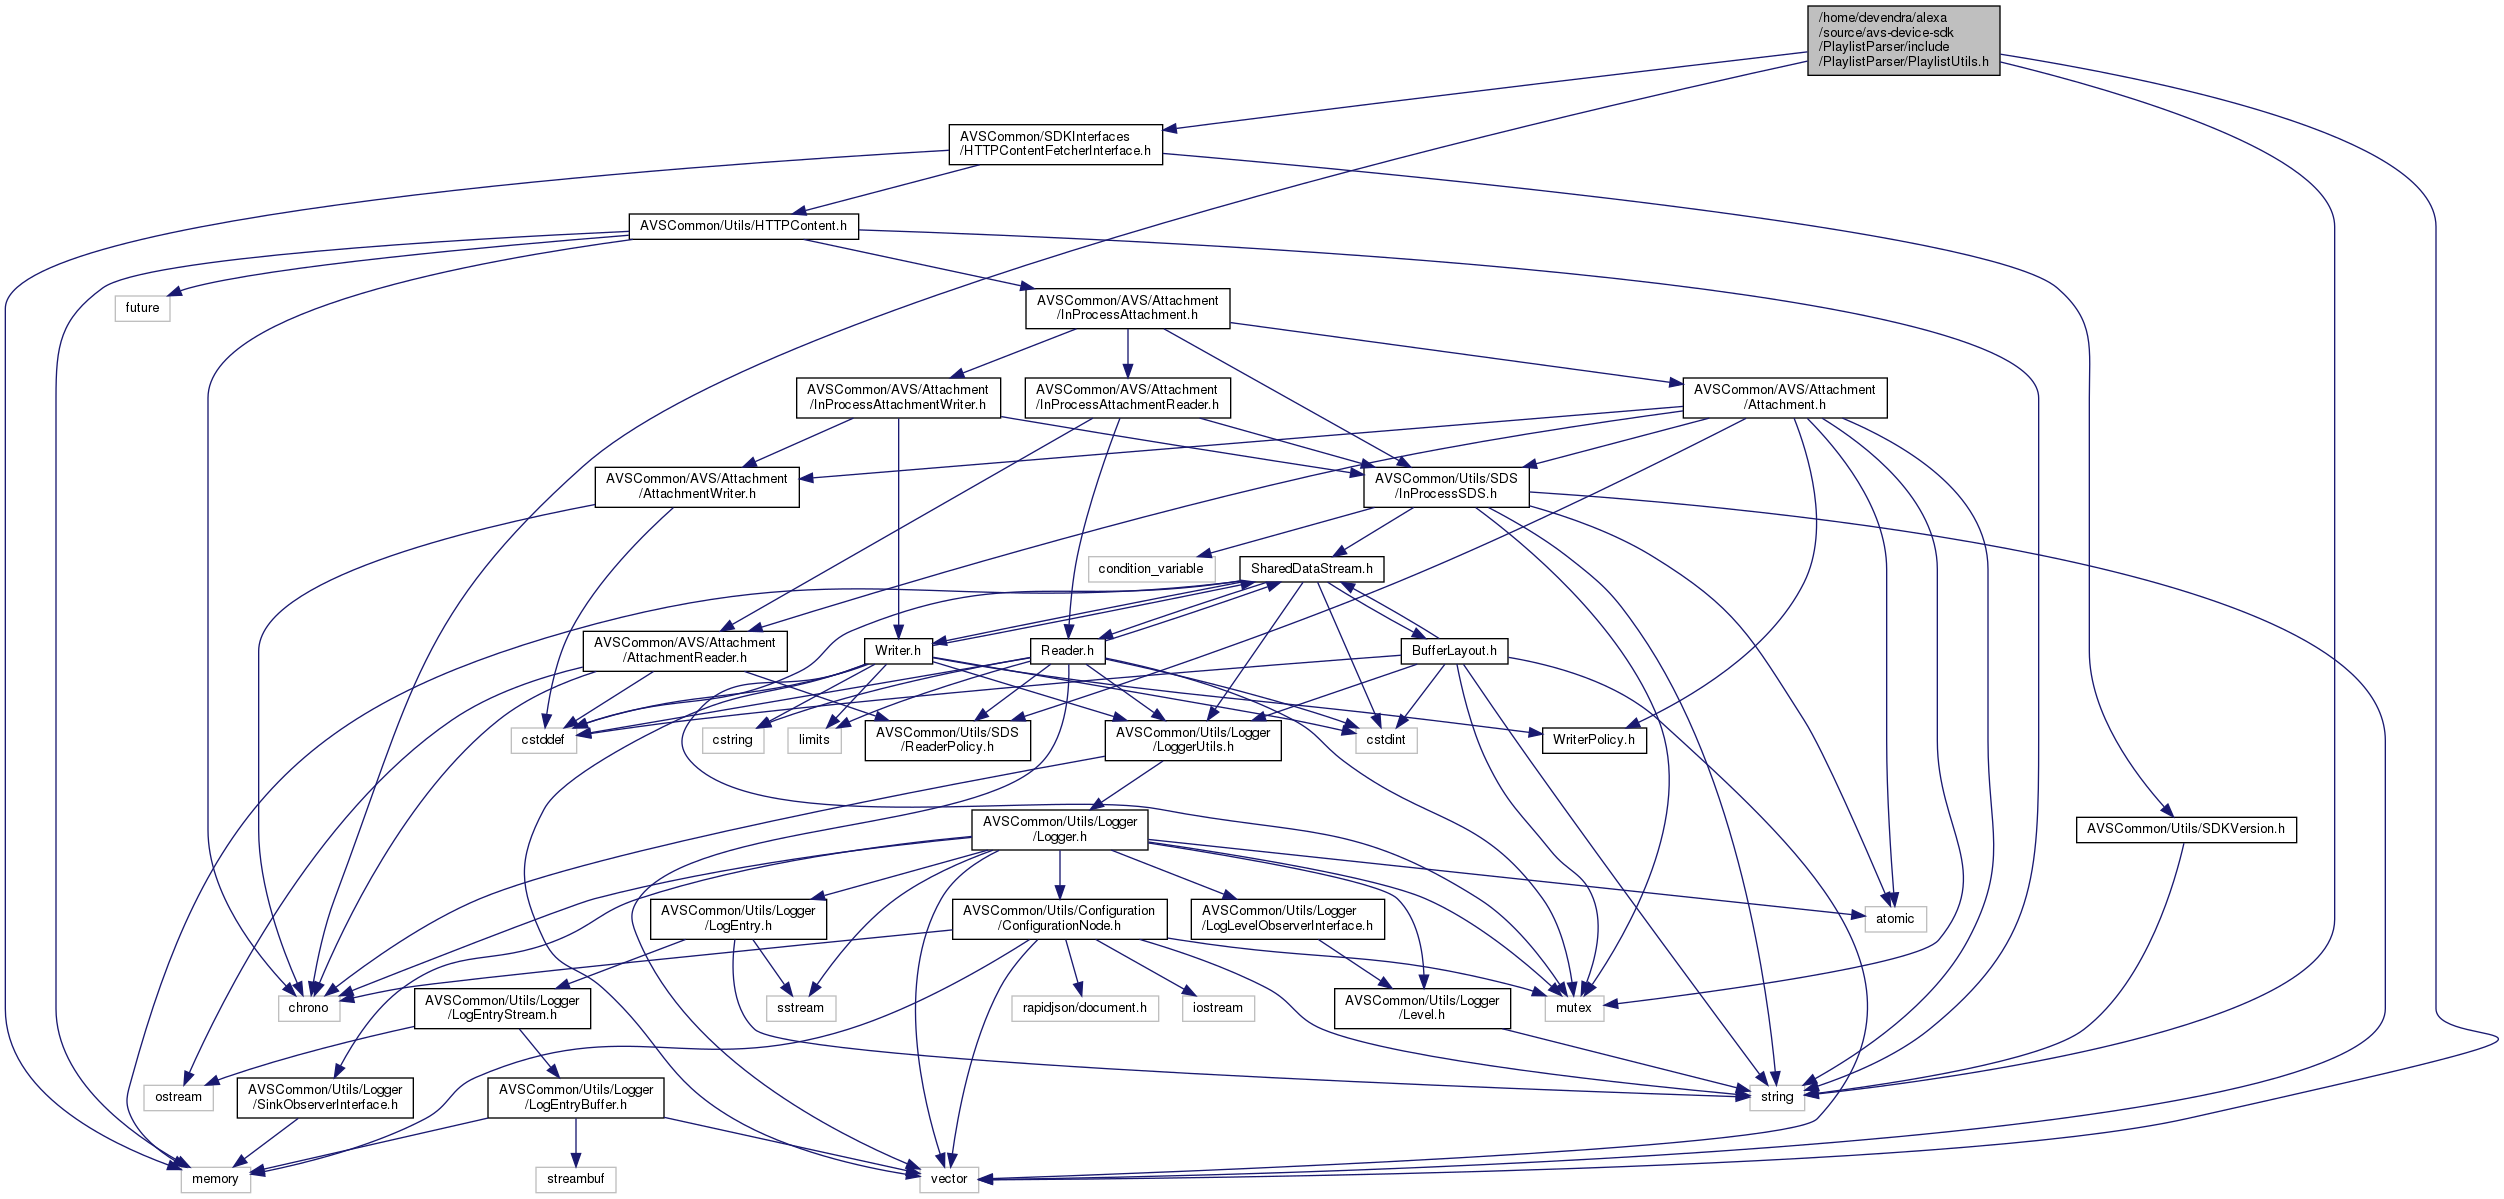 /home/devendra/alexa
/source/avs-device-sdk
/PlaylistParser/include
/PlaylistParser/PlaylistUtils.h
AVSCommon/SDKInterfaces
/HTTPContentFetcherInterface.h
AVSCommon/Utils/HTTPContent.h
future
AVSCommon/AVS/Attachment
/InProcessAttachment.h
AVSCommon/AVS/Attachment
/InProcessAttachmentWriter.h
AVSCommon/AVS/Attachment
/InProcessAttachmentReader.h
AVSCommon/AVS/Attachment
/Attachment.h
AVSCommon/AVS/Attachment
/AttachmentWriter.h
AVSCommon/Utils/SDS
/InProcessSDS.h
condition_variable
SharedDataStream.h
AVSCommon/AVS/Attachment
/AttachmentReader.h
Writer.h
Reader.h
BufferLayout.h
cstddef
cstring
limits
AVSCommon/Utils/SDS
/ReaderPolicy.h
AVSCommon/Utils/Logger
/LoggerUtils.h
cstdint
WriterPolicy.h
AVSCommon/Utils/Logger
/Logger.h
AVSCommon/Utils/SDKVersion.h
AVSCommon/Utils/Logger
/LogEntry.h
AVSCommon/Utils/Configuration
/ConfigurationNode.h
AVSCommon/Utils/Logger
/LogLevelObserverInterface.h
atomic
chrono
AVSCommon/Utils/Logger
/LogEntryStream.h
sstream
rapidjson/document.h
iostream
AVSCommon/Utils/Logger
/Level.h
mutex
ostream
AVSCommon/Utils/Logger
/SinkObserverInterface.h
AVSCommon/Utils/Logger
/LogEntryBuffer.h
string
memory
streambuf
vector